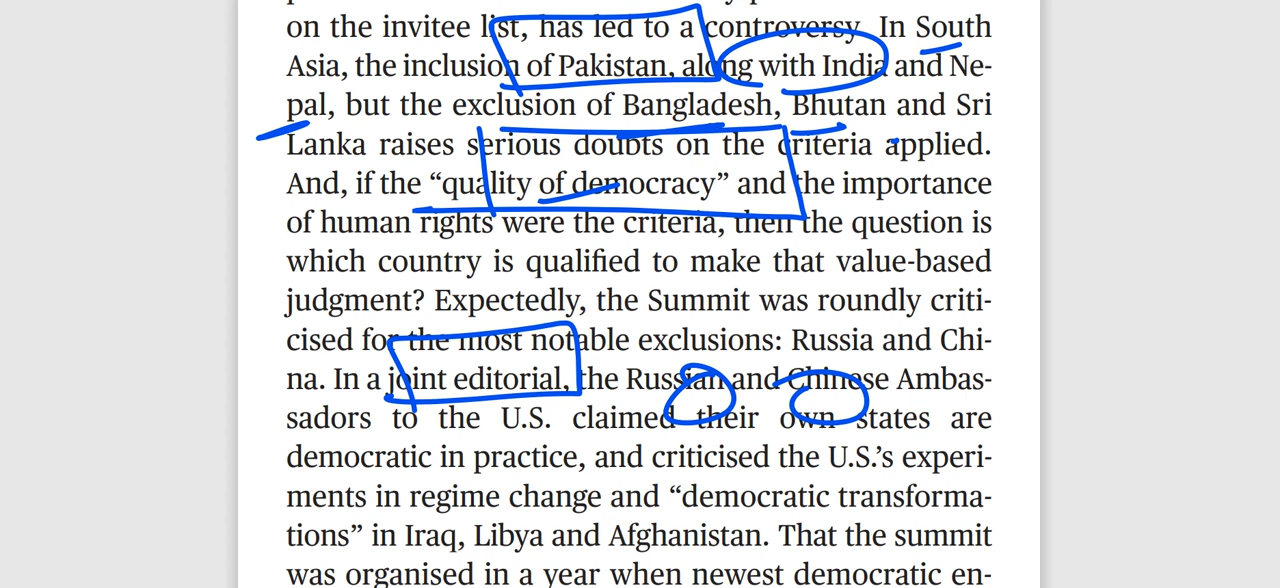 on the invitee list, has led to a controversy. In South
Asia, the inclusion of Pakistan, along with India and Ne-
pal, but the exclusion of Bangladesh, Bhutan and Sri
Lanka raises serious doubts on the criteria applied.
And, if the “quality of democracy” and the importance
of human rights were the criteria, then the question is
which country is qualified to make that value-based
judgment? Expectedly, the Summit was roundly criti-
cised for the most notable exclusions: Russia and Chi-
na. In a joint editorial, the Russian and Chinese Ambas-
sadors to the U.S. claimed their own states are
democratic in practice, and criticised the U.S.’s experi-
ments in regime change and “democratic transforma-
tions” in Iraq, Libya and Afghanistan. That the summit
was organised in a year when newest democratic en-